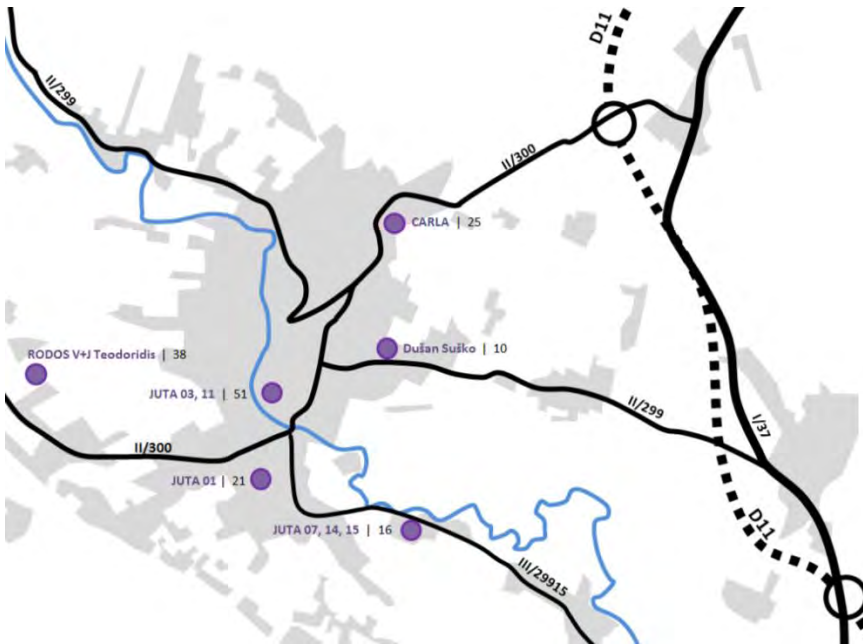 D11
II/299
II/300
CARLA | 25
RODOS V+J Teodoridis | 38
Dušan Suško | 10
JUTA 03, 11 | 51
II/299
I/37
II/300
JUTA 01 | 21
JUTA 07, 14, 15 | 16
D11
III/29915